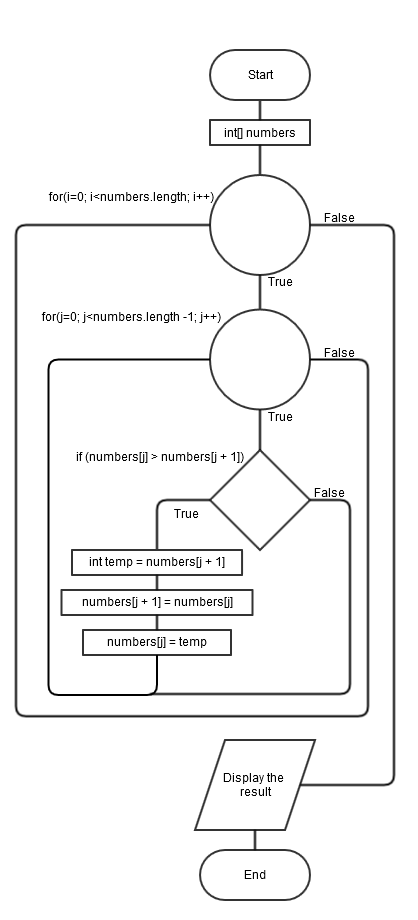 Start
int[] numbers
for(i=0; i<numbers.length; i++)
False
True
for(j=0; j<numbers.length -1; j++)
False
True
if (numbers[j] > numbers[j + 1])
False
True
int temp = numbers[j + 1]
numbers[j + 1] = numbers[j]
numbers[j] = temp
Display the
result
End